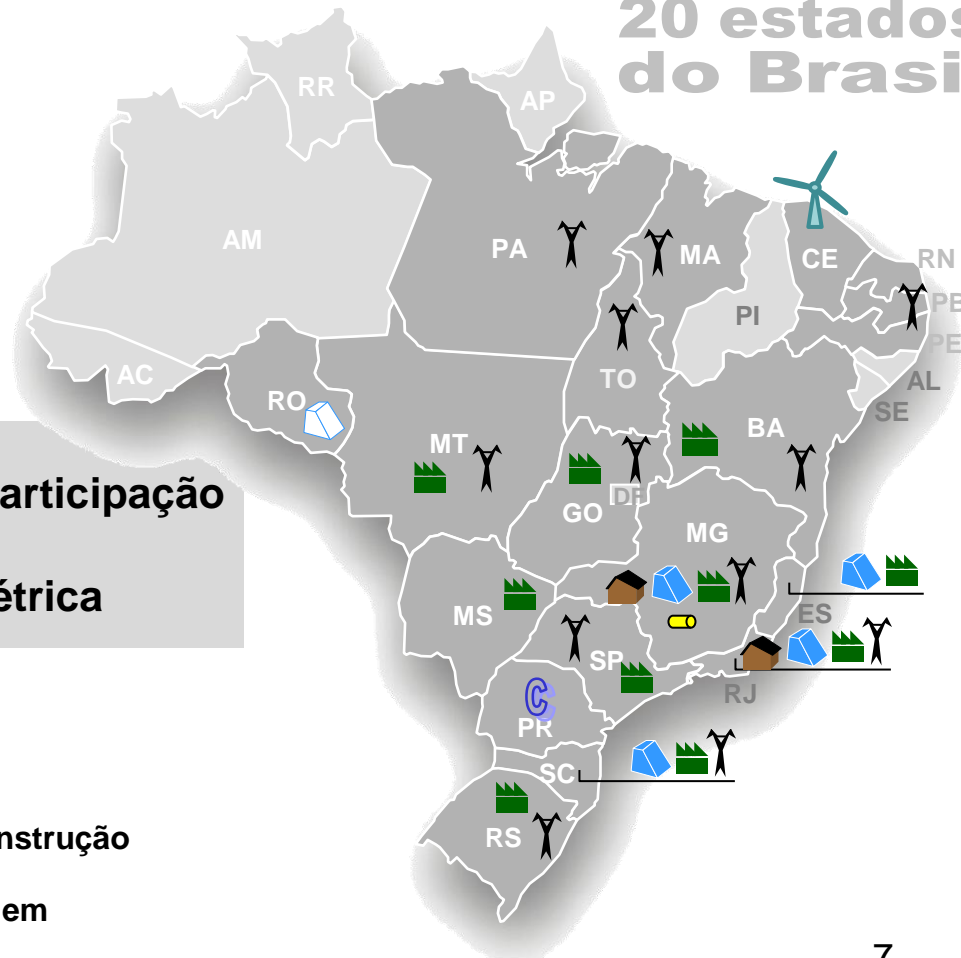 20 estados
do Brasi
RR
AP
AM
PA
MA
CE
RN
PB
PI
PE
AC
TO
AL
RO
SE
BA
MT
articipação
DF
GO
MG
étrica
MS
ES
SP
RJ
C
PR
SC
nstrução
RS
em
7